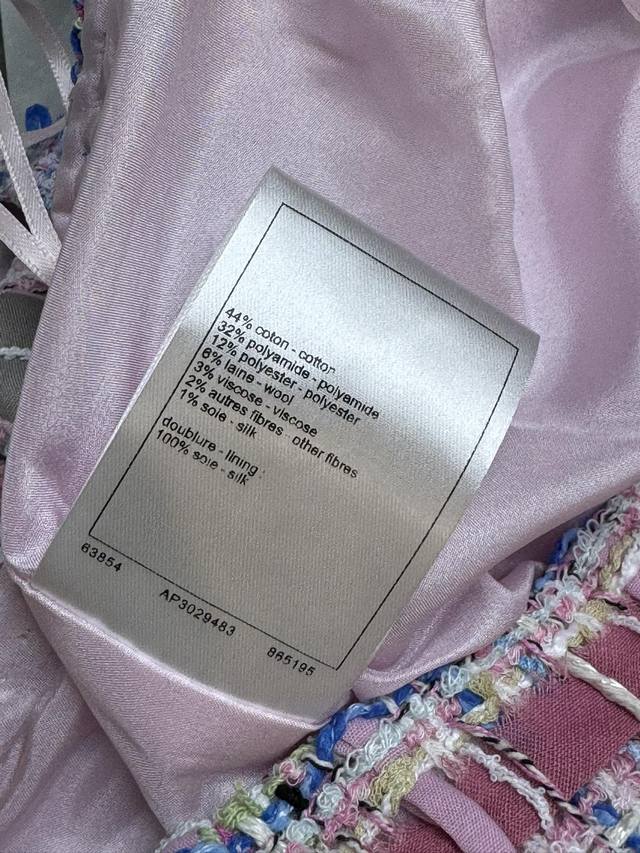 44% coton - cotton
32% polyamide - polyamide
12% polyester - polyester
6% laine - wool
3% viscose - viscose
2% autres fibres - other fibres
1% soie - silk
doublure - lining :
100% soie - silk
63854
AP3029483
865195